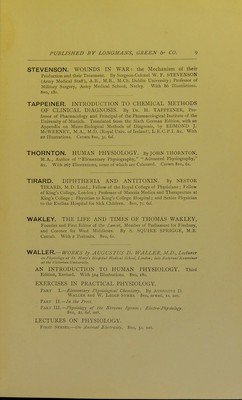 PUBLISHED BY LONGMANS, GREEN & CO. 9
STEVENSON. WOUNDS IN WAR: the Mechanism of their
Production and their Treatment. By Surgeon-Colonel W. F. STEVENSON
(Army Medical Staff), A.B., M.B., M.Ch. Dublin University; Professor of
Military Surgery, Army Medical School, Netley. With 86 Illustrations.
8vo, 18s.
TAPPEINER. INTRODUCTION TO CHEMICAL METHODS
OF CLINICAL DIAGNOSIS. By Dr. H. TAPPEINER, Pro-
fessor of Pharmacology and Principal of the Pharmacological Institute of the
University of Munich. Translated from the Sixth German Edition, with an
Appendix on Micro-Biological Methods of Diagnosis, by EDMOND J.
McWEENEY, M.A., M.D. (Royal Univ. of Ireland), L.R.C.P.I. &c. With
22 Illustrations. Crown 8vo, 3s. 6d.
THORNTON. HUMAN PHYSIOLOGY. By JOHN THORNTON,
M.A., Author of "Elementary Physiography," "Advanced Physiography,"
&c. With 267 Illustrations, some of which are Coloured. Crown 8vo, 6s.
TIRARD. DIPHTHERIA AND ANTITOXIN. By NESTOR
TIRARD, M.D. Lond.; Fellow of the Royal College of Physicians; Fellow of
King's College, London; Professor of Materia Medica and Therapeutics at
King's College; Physician to King's College Hospital; and Senior Physician
to the Evelina Hospital for Sick Children. 8vo, 7s. 6d.
WAKLEY. THE LIFE AND TIMES OF THOMAS WAKLEY,
Founder and First Editor of the Lancet, Member of Parliament for Finsbury,
and Coroner for West Middlesex. By S. SQUIRE SPRIGGE, M.B.
Cantab. With 2 Portraits. 8vo,
WALLER.—WORKS by AUGUSTUS D. WALLER, M.D., Lecturer
on Physiology at St. Mary's Hospital Medical School, London; late External Examiner
at the Victorian University.
AN INTRODUCTION TO HUMAN PHYSIOLOGY. Third
Edition, Revised. With 314 Illustrations. 8vo, 18s.
EXERCISES IN PRACTICAL PHYSIOLOGY.
PART I.—Elementary Physiological Chemistry. By AUGUSTUS D.
WALLER and W. LEGGE SYMES. 8vo, sewed, 1s. net.
PART II.—In the Press.
PART III.—Physiology of the Nervous System; Electro-Physiology.
8vo, 2s. 6d. net.
LECTURES ON PHYSIOLOGY.
FIRST SERIES.—On Animal Electricity. 8vo, 5s. net.